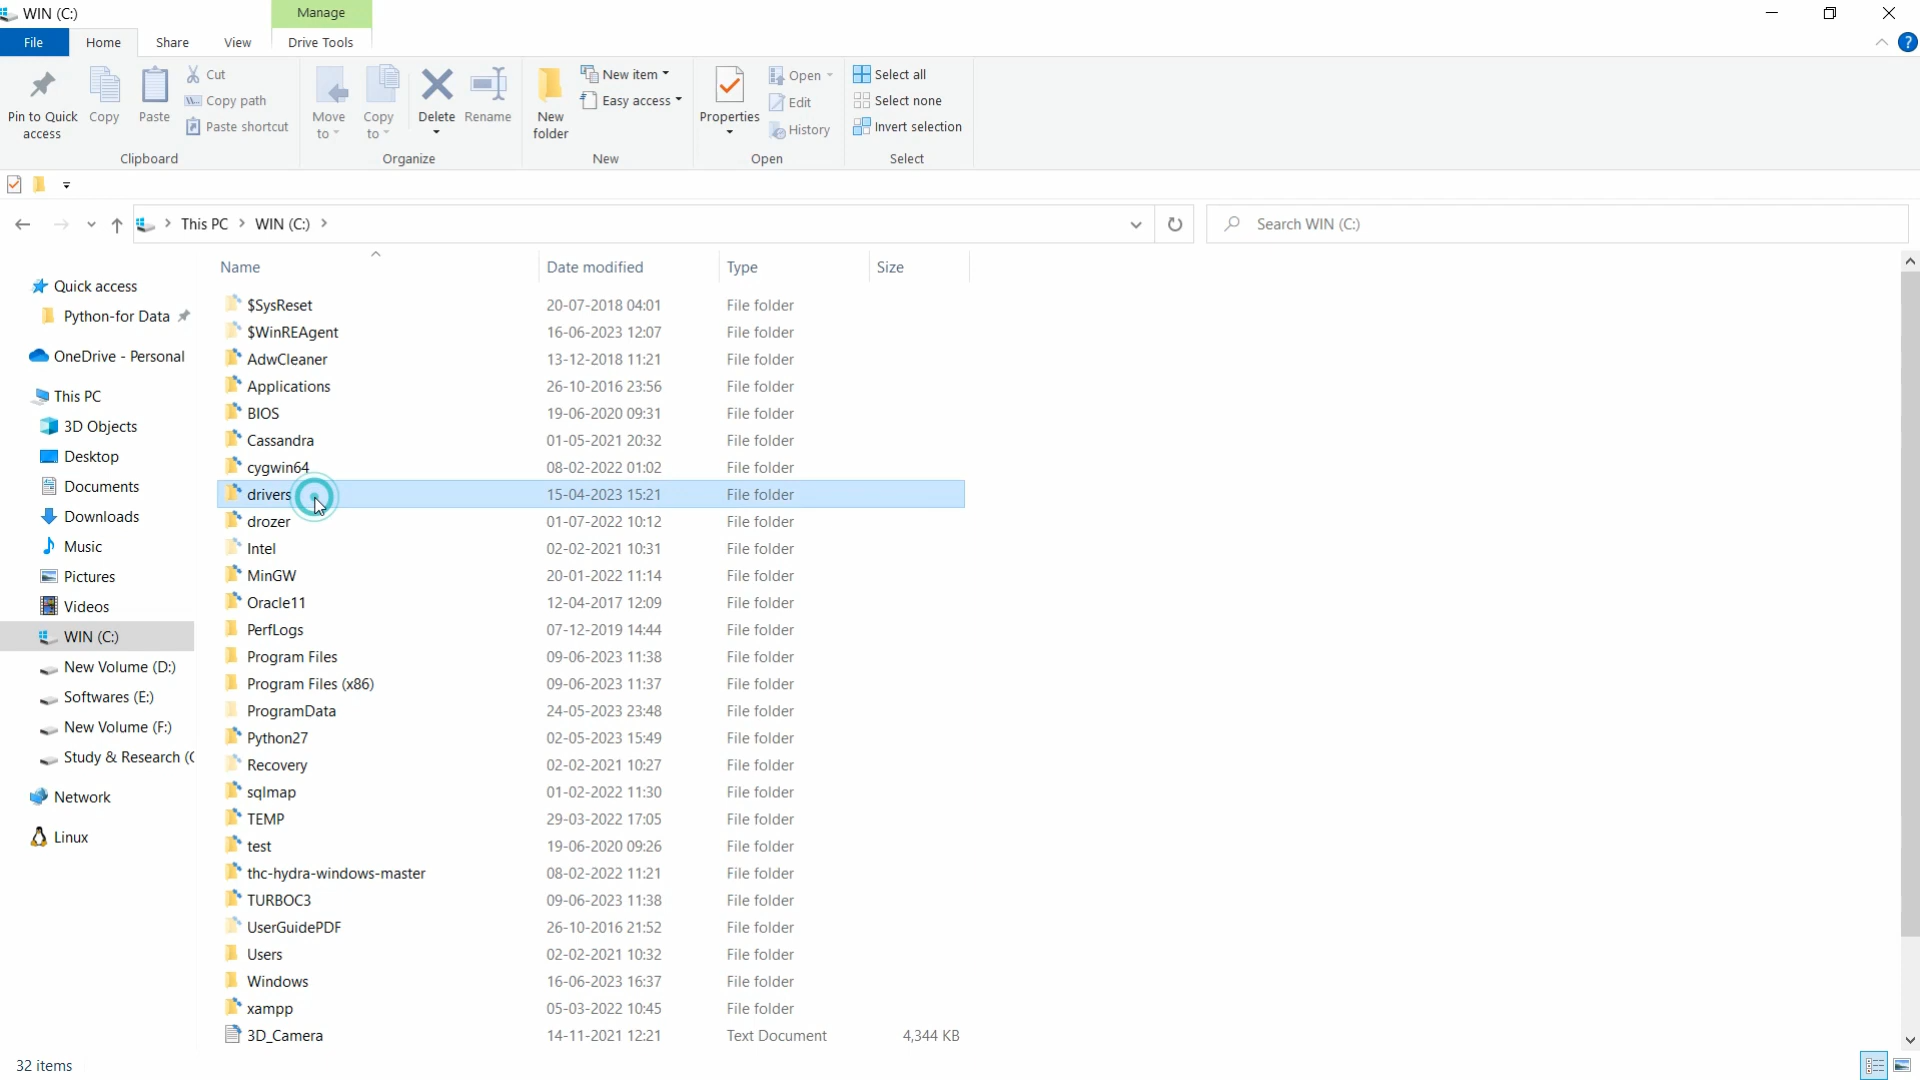 WIN (C:)
Manage
File
Home
Share
View
Drive Tools
Pin to Quick
access
Copy
Paste
Cut
Copy path
Paste shortcut
Clipboard
Move
to
Copy
to
Delete
Rename
Organize
New
folder
New item
Easy access
New
Properties
Open
Edit
History
Open
Select all
Select none
Invert selection
Select
This PC
WIN (C:)
Search WIN (C:)
Quick access
Python-for Data
OneDrive - Personal
This PC
3D Objects
Desktop
Documents
Downloads
Music
Pictures
Videos
WIN (C:)
New Volume (D:)
Softwares (E:)
New Volume (F:)
Study & Research (
Network
Linux
Name Date modified Type Size
$SysReset 20-07-2018 04:01 File folder
$WinREAgent 16-06-2023 12:07 File folder
AdwCleaner 13-12-2018 11:21 File folder
Applications 26-10-2016 23:56 File folder
BIOS 19-06-2020 09:31 File folder
Cassandra 01-05-2021 20:32 File folder
cygwin64 08-02-2022 01:02 File folder
drivers 15-04-2023 15:21 File folder
drozer 01-07-2022 10:12 File folder
Intel 02-02-2021 10:31 File folder
MinGW 20-01-2022 11:14 File folder
Oracle11 12-04-2017 12:09 File folder
PerfLogs 07-12-2019 14:44 File folder
Program Files 09-06-2023 11:38 File folder
Program Files (x86) 09-06-2023 11:37 File folder
ProgramData 24-05-2023 23:48 File folder
Python27 02-05-2023 15:49 File folder
Recovery 02-02-2021 10:27 File folder
sqlmap 01-02-2022 11:30 File folder
TEMP 29-03-2022 17:05 File folder
test 19-06-2020 09:26 File folder
thc-hydra-windows-master 08-02-2022 11:21 File folder
TURBOC3 09-06-2023 11:38 File folder
UserGuidePDF 26-10-2016 21:52 File folder
Users 02-02-2021 10:32 File folder
Windows 16-06-2023 16:37 File folder
xampp 05-03-2022 10:45 File folder
3D_Camera 14-11-2021 12:21 Text Document 4,344 KB
32 items